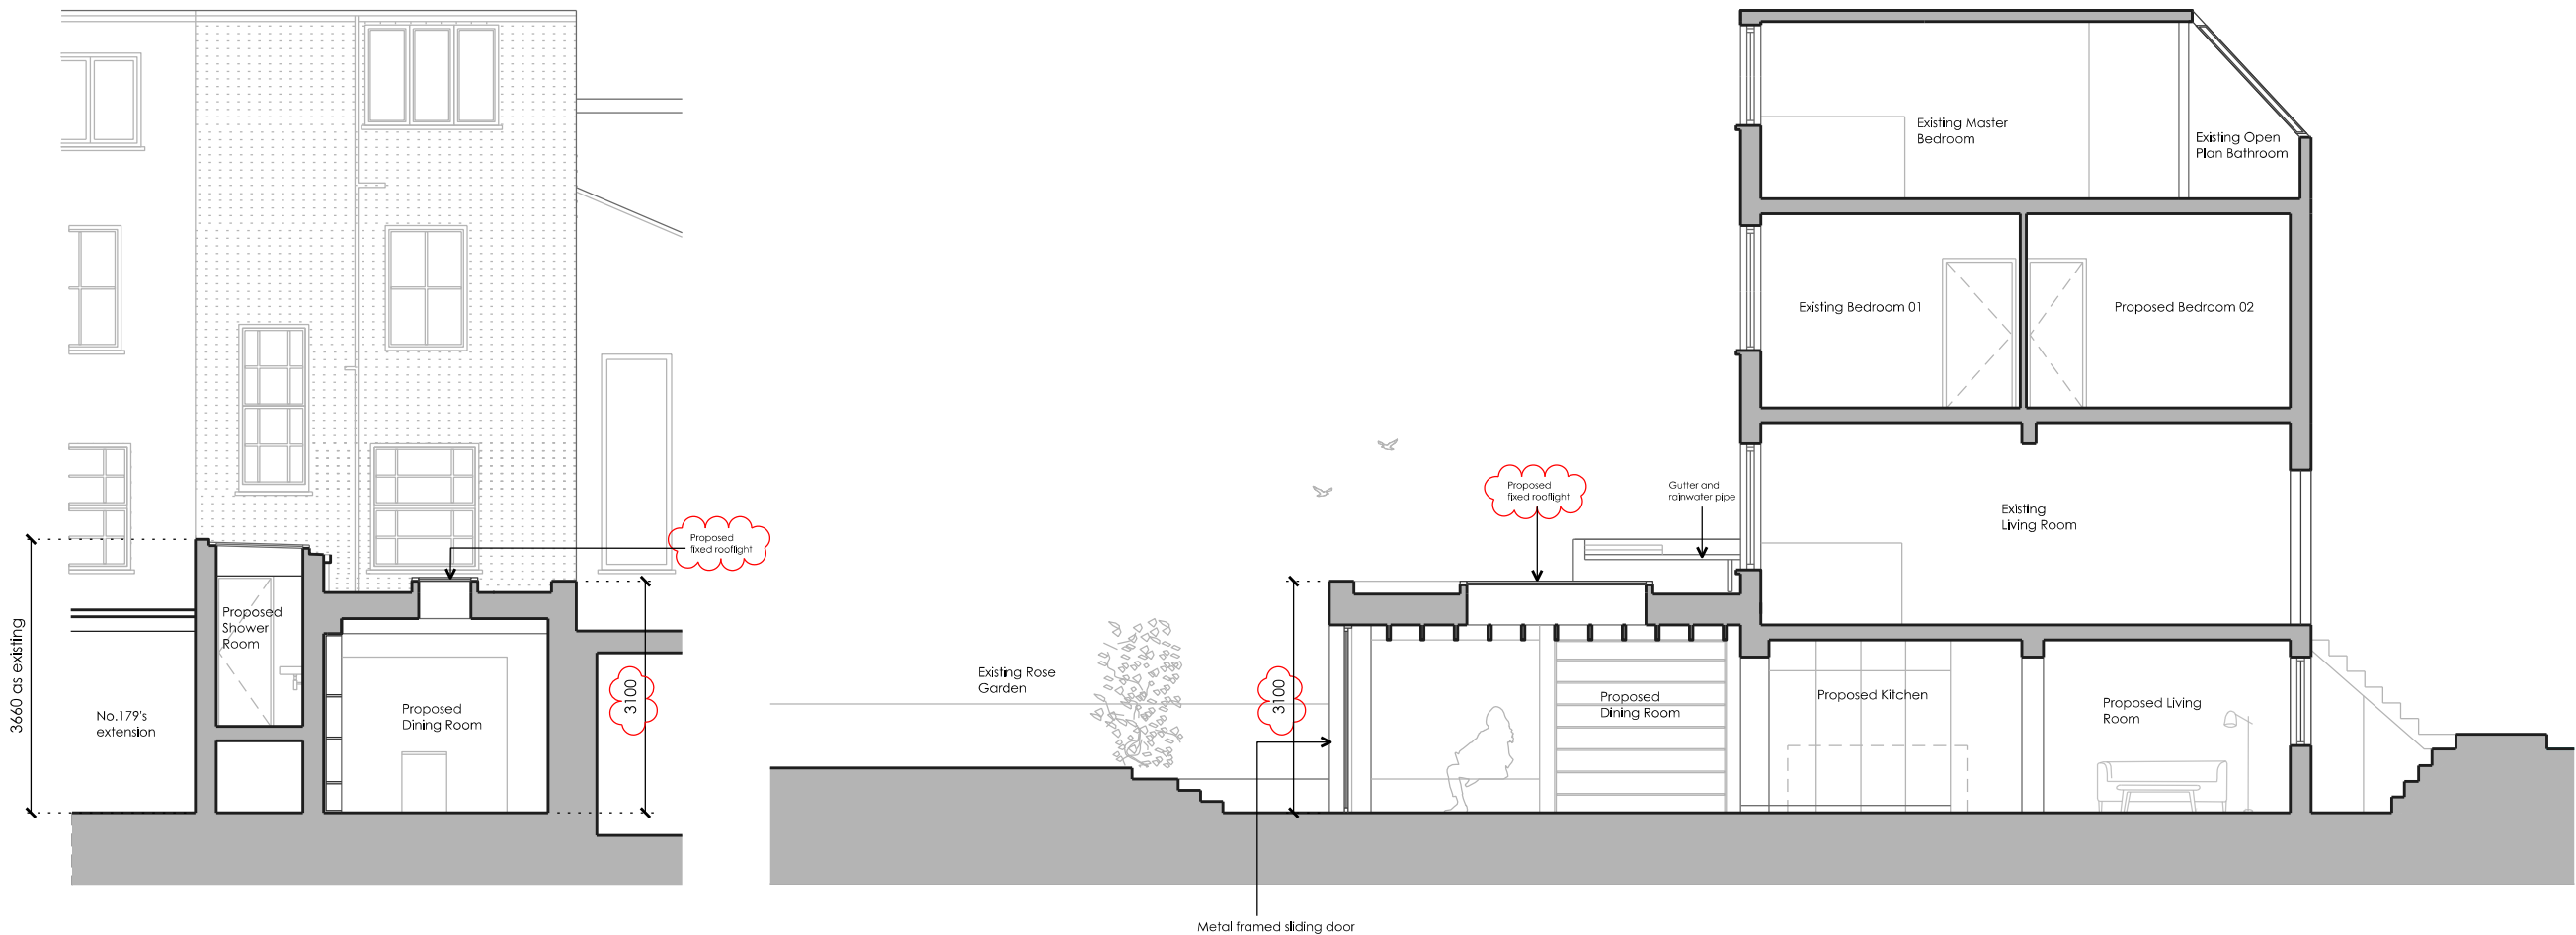 3660 as existing
No.179's
extension
Proposed
Shower
Room
Proposed
Dining Room
Proposed
fixed rooflight
3100
Existing Rose
Garden
3100
Metal framed sliding door
Proposed
fixed rooflight
Gutter and
rainwater pipe
Proposed
Dining Room
Existing Master
Bedroom
Existing Open
Plan Bathroom
Existing Bedroom 01
Proposed Bedroom 02
Existing
Living Room
Proposed Kitchen
Proposed Living
Room